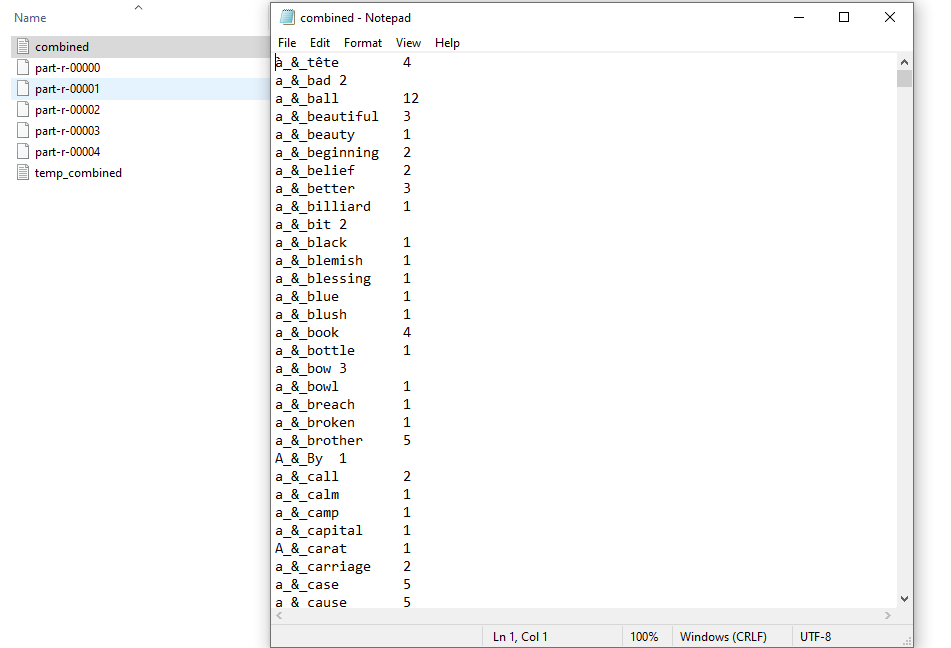 Name
combined
part-r-00000
part-r-00001
part-r-00002
part-r-00003
part-r-00004
temp_combined
combined - Notepad
File Edit Format View Help
à_&_tête 4
a_&_bad 2
a_&_ball 12
a_&_beautiful 3
a_&_beauty 1
a_&_beginning 2
a_&_belief 2
a_&_better 3
a_&_billiard 1
a_&_bit 2
a_&_black 1
a_&_blemish 1
a_&_blessing 1
a_&_blue 1
a_&_blush 1
a_&_book 4
a_&_bottle 1
a_&_bow 3
a_&_bowl 1
a_&_breach 1
a_&_broken 1
a_&_brother 5
A_&_By 1
a_&_call 2
a_&_calm 1
a_&_camp 1
a_&_capital 1
A_&_carat 1
a_&_carriage 2
a_&_case 5
a_&_cause 5
Ln 1, Col 1 100% Windows (CRLF) UTF-8